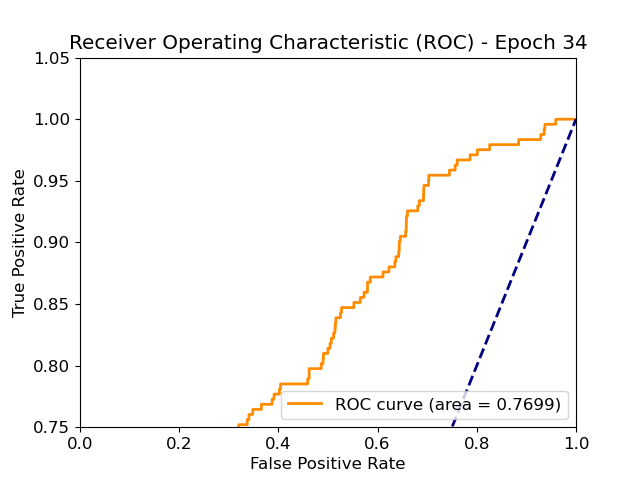 Receiver Operating Characteristic (ROC) - Epoch 34
True Positive Rate
1.05
1.00
0.95
0.90
0.85
0.80
0.75
ROC curve (area = 0.7699)
0.0 0.2 0.4 0.6 0.8 1.0
False Positive Rate